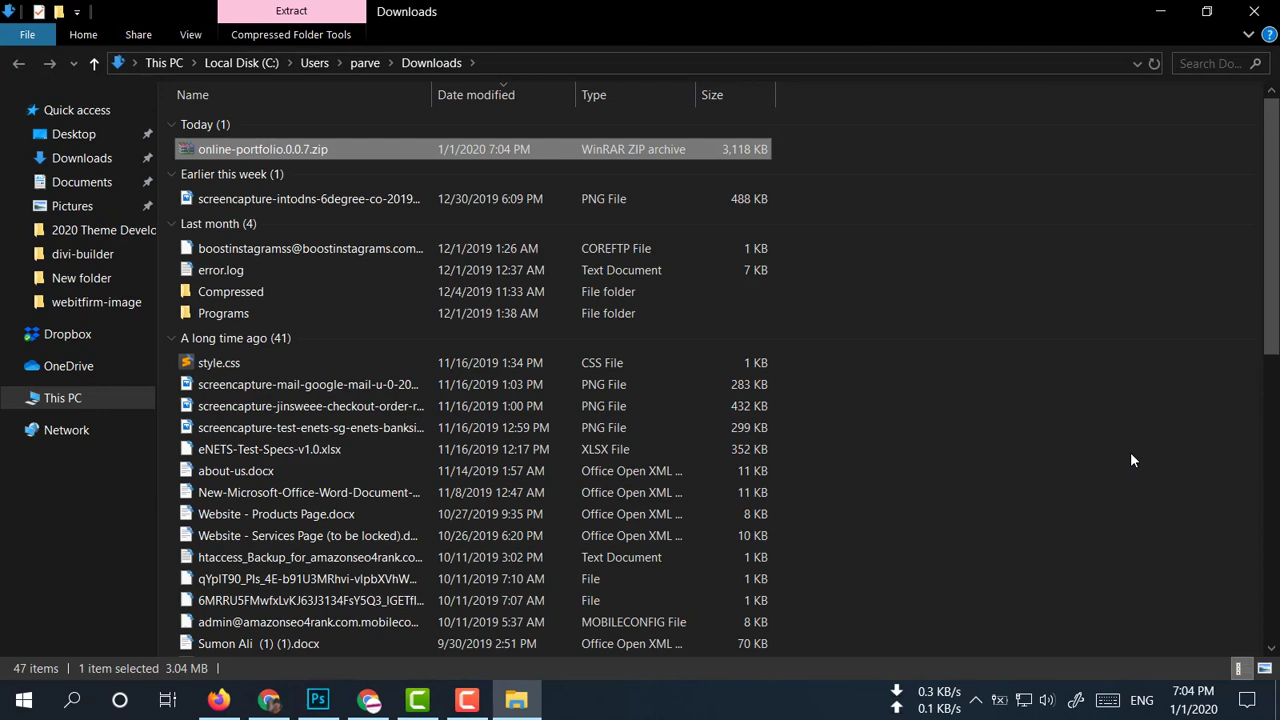 Extract
Downloads
File
Home
Share
View
Compressed Folder Tools
This PC
Local Disk (C:)
Users
parve
Downloads
Search Do...
Name
Date modified
Type
Size
Quick access
Desktop
Downloads
Documents
Pictures
2020 Theme Develo
divi-builder
New folder
webitfirm-image
Dropbox
OneDrive
This PC
Network
Today (1)
online-portfolio.0.0.7.zip 1/1/2020 7:04 PM WinRAR ZIP archive 3,118 KB
Earlier this week (1)
screencapture-intodns-6degree-co-2019... 12/30/2019 6:09 PM PNG File 488 KB
Last month (4)
boostinstagramss@boostinstagrams.com... 12/1/2019 1:26 AM COREFTP File 1 KB
error.log 12/1/2019 12:37 AM Text Document 7 KB
Compressed 12/4/2019 11:33 AM File folder
Programs 12/1/2019 1:38 AM File folder
A long time ago (41)
style.css 11/16/2019 1:34 PM CSS File 1 KB
screencapture-mail-google-mail-u-0-20... 11/16/2019 1:03 PM PNG File 283 KB
screencapture-jinsweee-checkout-order-r... 11/16/2019 1:00 PM PNG File 432 KB
screencapture-test-enets-sg-enets-banksi... 11/16/2019 12:59 PM PNG File 299 KB
eNETS-Test-Specs-v1.0.xlsx 11/16/2019 12:17 PM XLSX File 352 KB
about-us.docx 11/14/2019 1:57 AM Office Open XML ... 11 KB
New-Microsoft-Office-Word-Document-... 11/8/2019 12:47 AM Office Open XML ... 11 KB
Website - Products Page.docx 10/27/2019 9:35 PM Office Open XML ... 8 KB
Website - Services Page (to be locked).d... 10/26/2019 6:20 PM Office Open XML ... 10 KB
htaccess_Backup_for_amazonseo4rank.co... 10/11/2019 3:02 PM Text Document 1 KB
10/11/2019 7:10 AM File 1 KB
10/11/2019 7:07 AM File 1 KB
admin@amazonseo4rank.com.mobileco... 10/11/2019 5:37 AM MOBILECONFIG File 8 KB
Sumon Ali (1) (1).docx 9/30/2019 2:51 PM Office Open XML ... 70 KB
47 items
1 item selected 3.04 MB
Ps
0.3 KB/s
0.1 KB/s
ENG
7:04 PM
1/1/2020